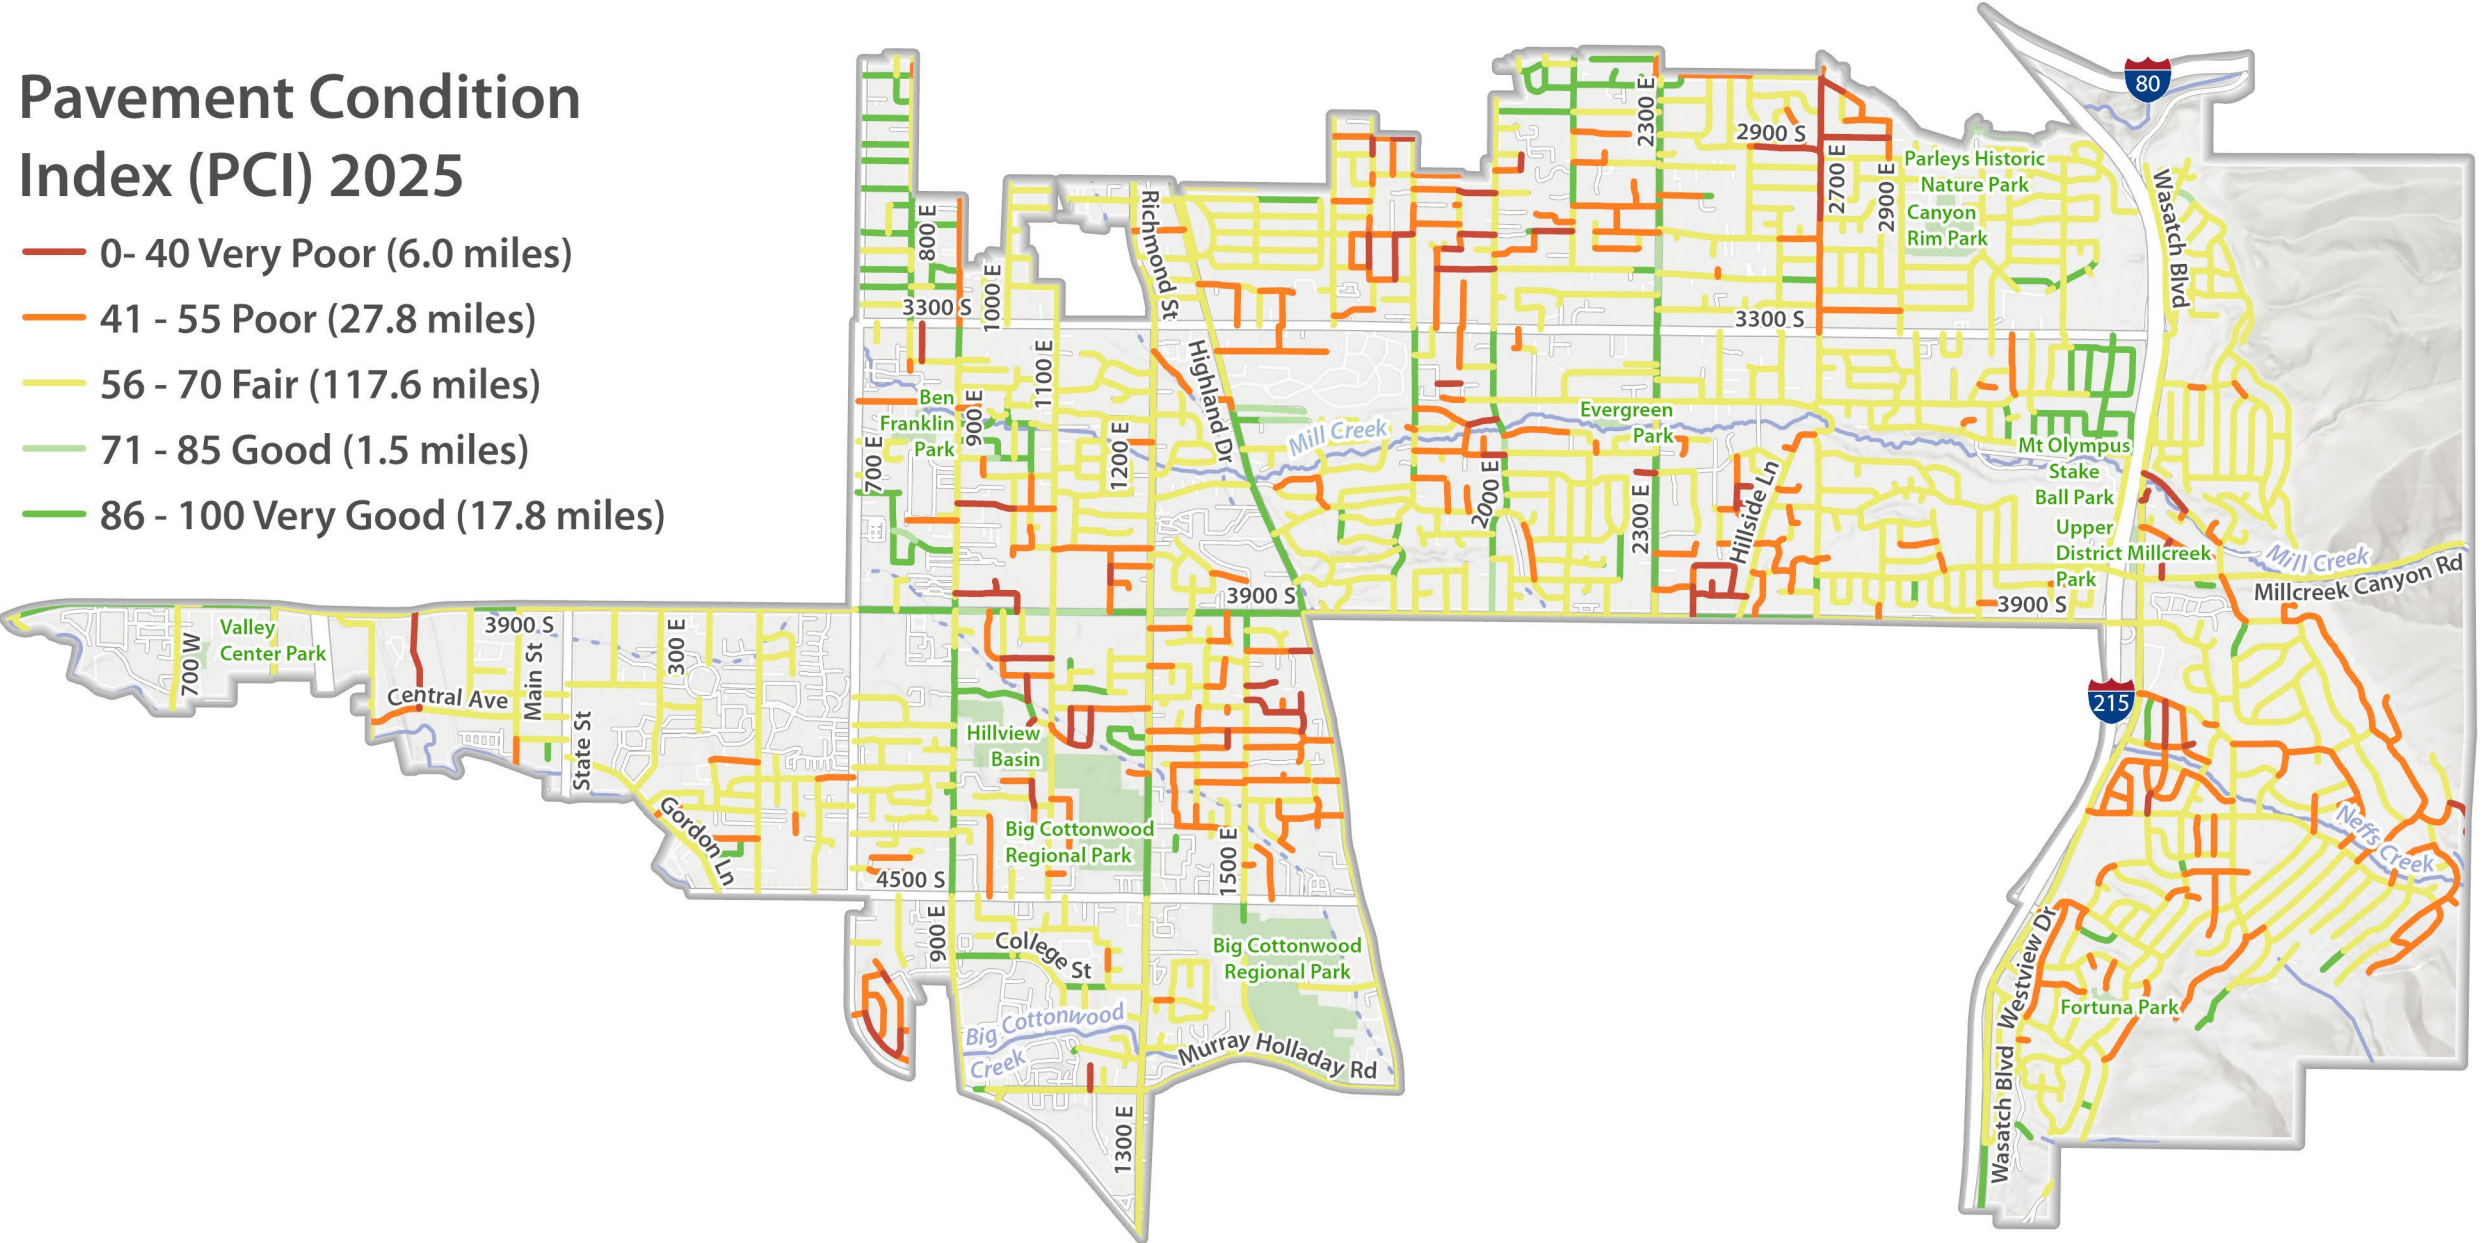 Pavement Condition
Index (PCI) 2025
0- 40 Very Poor (6.0 miles)
41 - 55 Poor (27.8 miles)
56 - 70 Fair (117.6 miles)
71 - 85 Good (1.5 miles)
86 - 100 Very Good (17.8 miles)
80
2300 E
2900 S
2700 E
2900 E
Parleys Historic
Nature Park
Canyon
Rim Park
Wasatch Blvd
Richmond St
800 E
1000 E
3300 S
3300 S
1100 E
Highland Dr
Ben
Franklin
Park
900 E
700 E
1200 E
Mill Creek
Evergreen
Park
2000 E
2300 E
Hillside Ln
Mt Olympus
Stake
Ball Park
Upper
District Millcreek
Park
Mill Creek
Millcreek Canyon Rd
3900 S
3900 S
3900 S
Valley
Center Park
700 W
Central Ave
Main St
State St
300 E
Gordon Ln
215
Hillview
Basin
Big Cottonwood
Regional Park
1500 E
4500 S
900 E
College St
Big Cottonwood
Regional Park
Big Cottonwood
Creek
Murray Holladay Rd
1300 E
Neffs Creek
Westview Dr
Fortuna Park
Wasatch Blvd